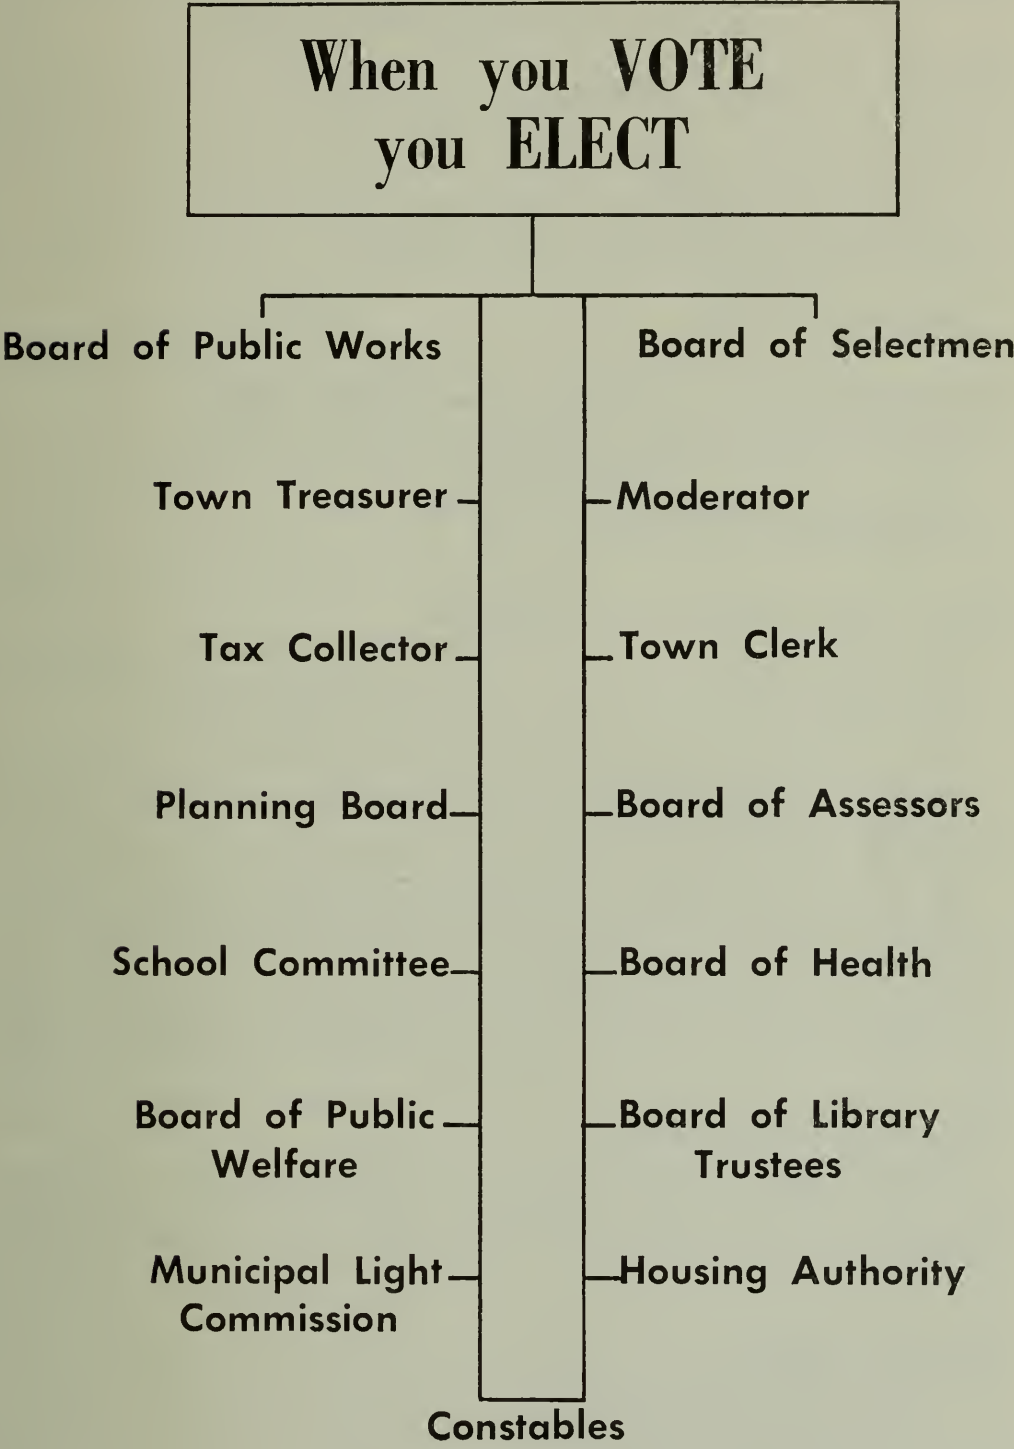 When you VOTE
you ELECT
Board of Public Works
Board of Selectmen
Town Treasurer
Moderator
Tax Collector
Town Clerk
Planning Board
Board of Assessors
School Committee
Board of Health
Board of Public
Welfare
Board of Library
Trustees
Municipal Light
Commission
Housing Authority
Constables